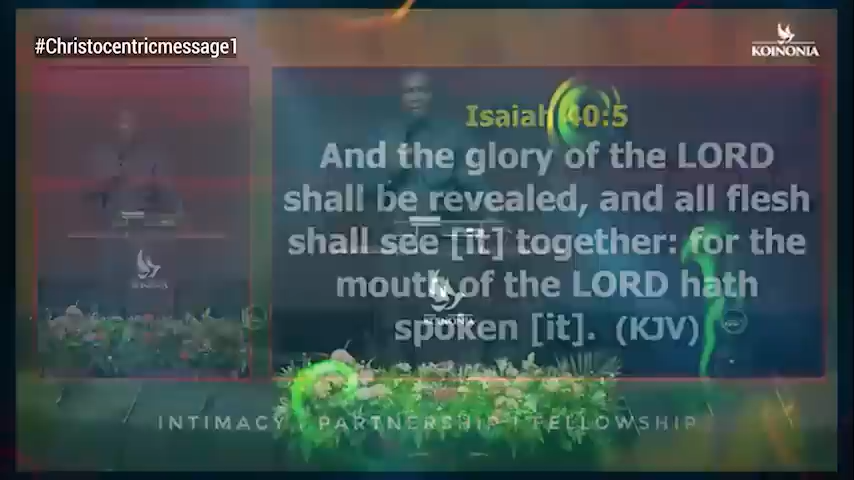 #Christocentricmessage1
KOINONIA
Isaiah 40:5
And the glory of the LORD
shall be revealed, and all flesh
shall see [it] together: for the
mouth of the LORD hath
spoken [it]. (KJV)
KOINONIA
INTIMACY | PARTNERSHIP | FELLOWSHIP